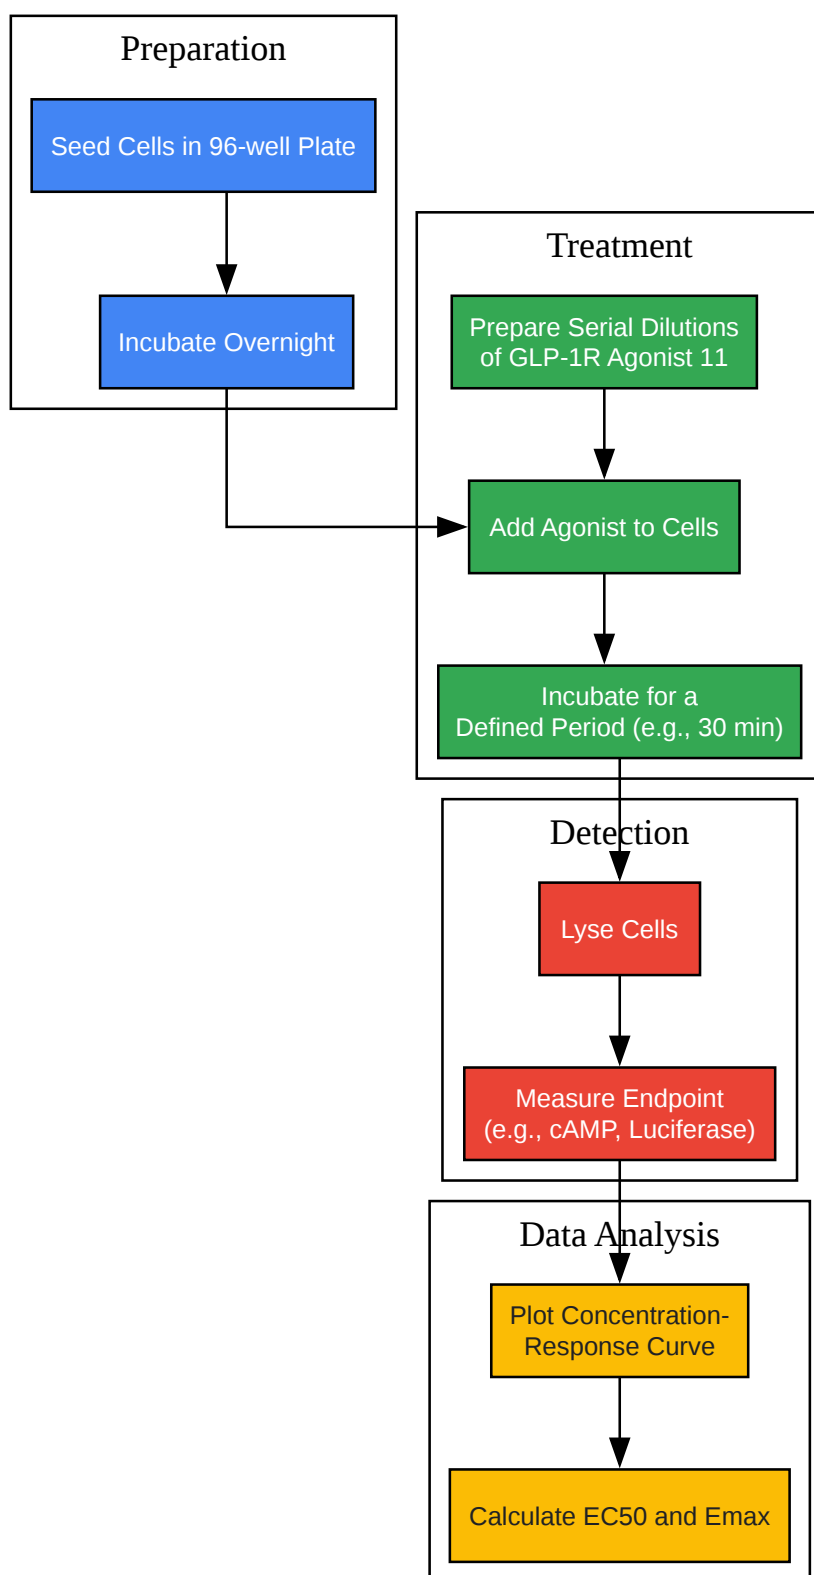 Preparation
Seed Cells in 96-well Plate
Incubate Overnight
Treatment
Prepare Serial Dilutions
of GLP-1R Agonist 11
Add Agonist to Cells
Incubate for a
Defined Period (e.g., 30 min)
Detection
Lyse Cells
Measure Endpoint
(e.g., cAMP, Luciferase)
Data Analysis
Plot Concentration-
Response Curve
Calculate EC50 and Emax